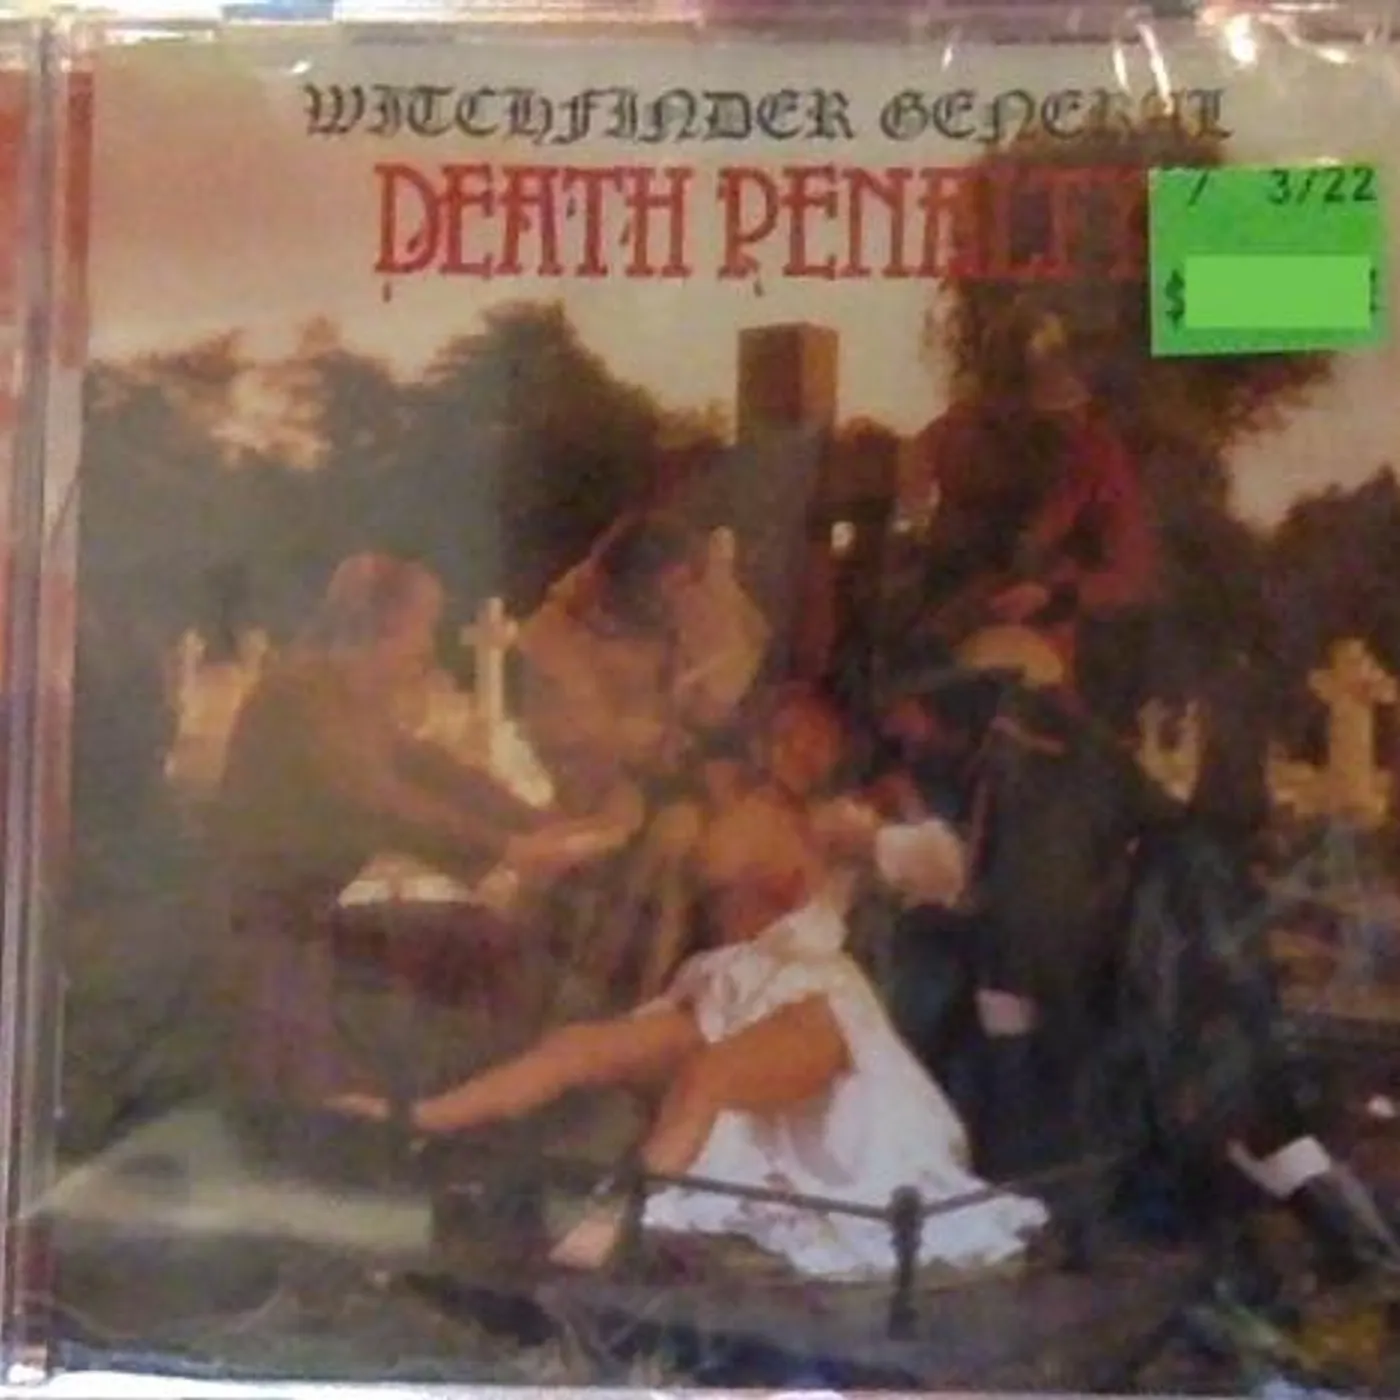 WITCHFINDER GENERAL
DEATH PENALTY
/ 3/22
$